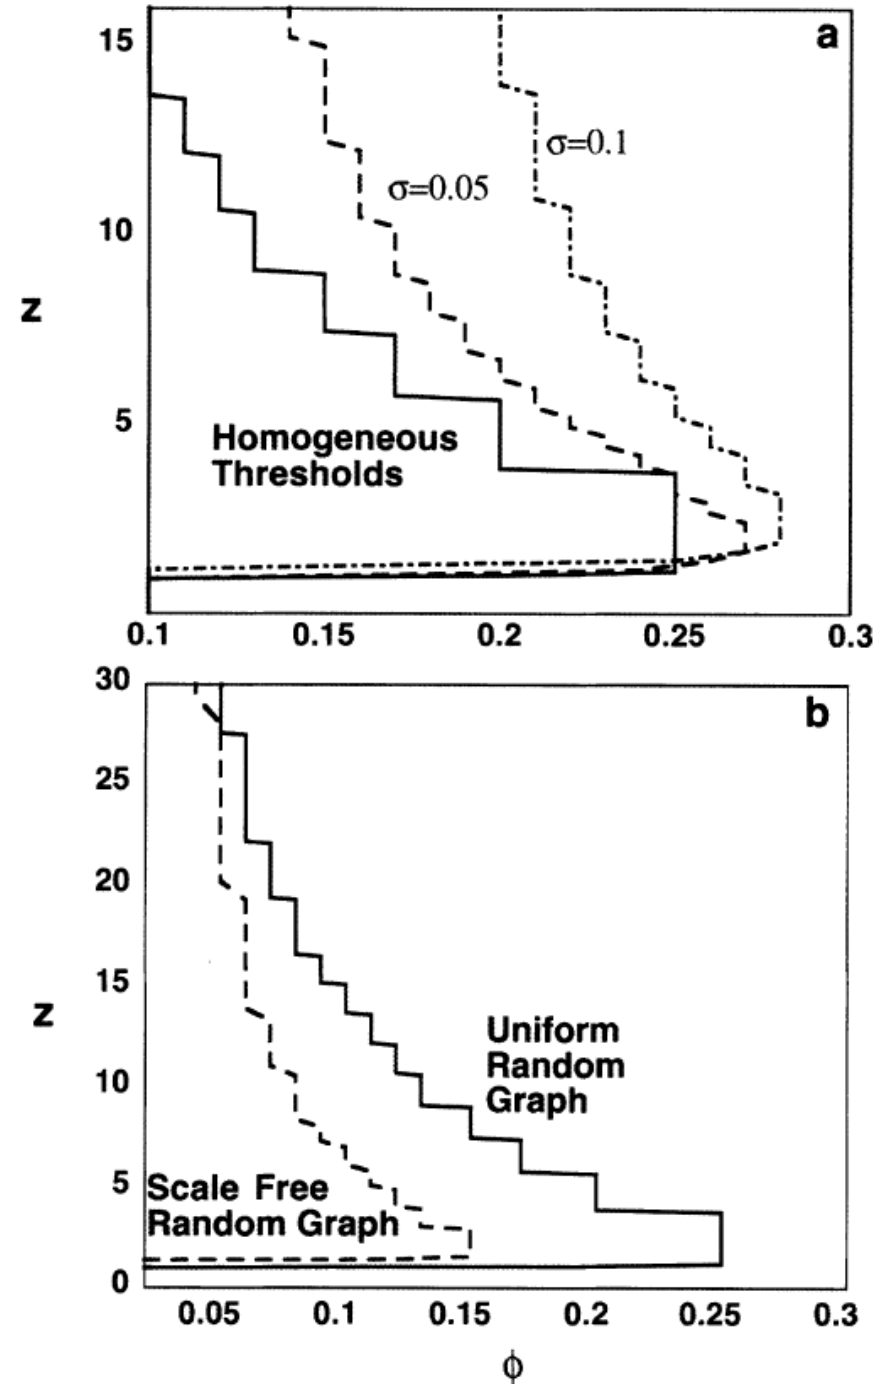 a
15
σ=0.1
σ=0.05
10
z
5
Homogeneous
Thresholds
0.1 0.15 0.2 0.25 0.3
30
b
25
20
15
z
Uniform
Random
Graph
10
5
Scale Free
Random Graph
0
0.05 0.1 0.15 0.2 0.25 0.3
ϕ